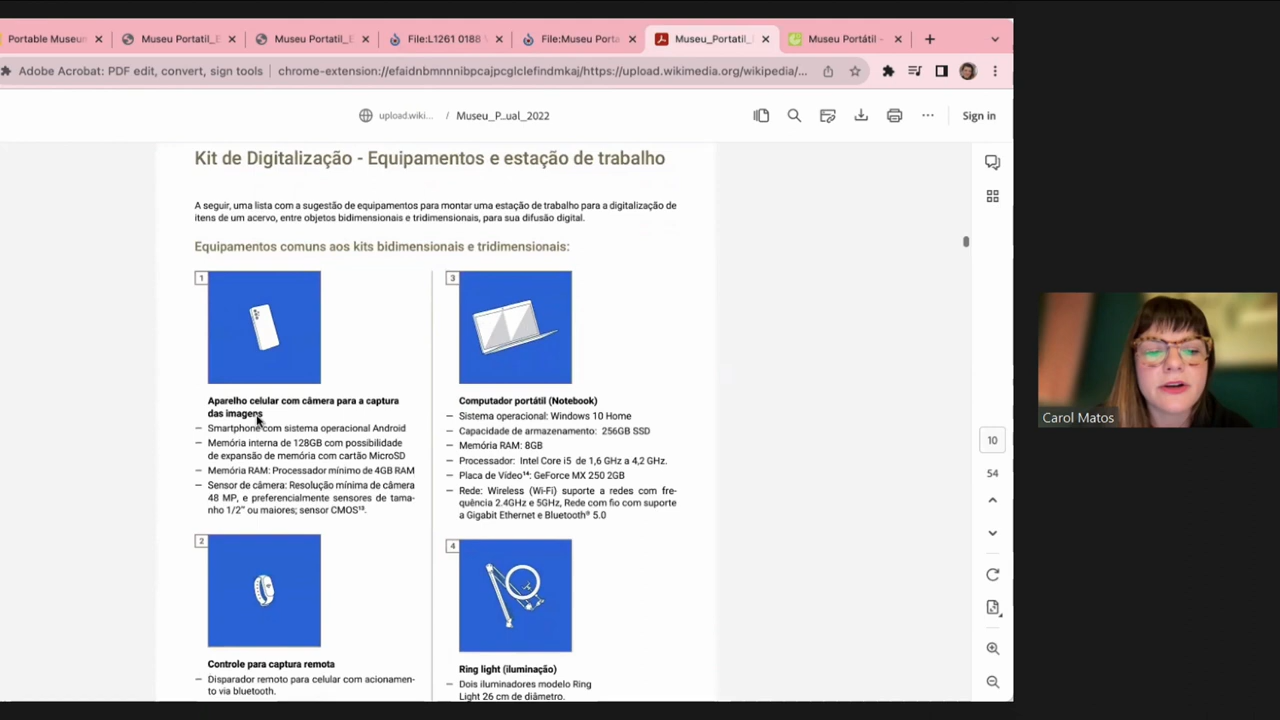 Portable Museum
Museu Portatil_E
Museu Portatil_E
File:L1261 0188
File:Museu Porta
Museu_Portatil_
Museu Portátil -
Adobe Acrobat: PDF edit, convert, sign tools
chrome-extension://efaidnbmnnnibpcajpcglclefindmkaj/https://upload.wikimedia.org/wikipedia/...
upload.wiki... / Museu_P...ual_2022
Sign in
Kit de Digitalização - Equipamentos e estação de trabalho
A seguir, uma lista com a sugestão de equipamentos para montar uma estação de trabalho para a digitalização de
itens de um acervo, entre objetos bidimensionais e tridimensionais, para sua difusão digital.
Equipamentos comuns aos kits bidimensionais e tridimensionais:
1
Aparelho celular com câmera para a captura
das imagens
— Smartphone com sistema operacional Android
— Memória interna de 128GB com possibilidade
de expansão de memória com cartão MicroSD
— Memória RAM: Processador mínimo de 4GB RAM
— Sensor de câmera: Resolução mínima de câmera
48 MP, e preferencialmente sensores de tama-
nho 1/2” ou maiores; sensor CMOS¹³.
2
Controle para captura remota
— Disparador remoto para celular com acionamen-
to via bluetooth.
3
Computador portátil (Notebook)
— Sistema operacional: Windows 10 Home
— Capacidade de armazenamento: 256GB SSD
— Memória RAM: 8GB
— Processador: Intel Core i5 de 1,6 GHz a 4,2 GHz.
— Placa de Vídeo¹⁴: GeForce MX 250 2GB
— Rede: Wireless (Wi-Fi) suporte a redes com fre-
quência 2.4GHz e 5GHz, Rede com fio com suporte
a Gigabit Ethernet e Bluetooth® 5.0
4
Ring light (iluminação)
— Dois iluminadores modelo Ring
Light 26 cm de diâmetro.
10
54
Carol Matos